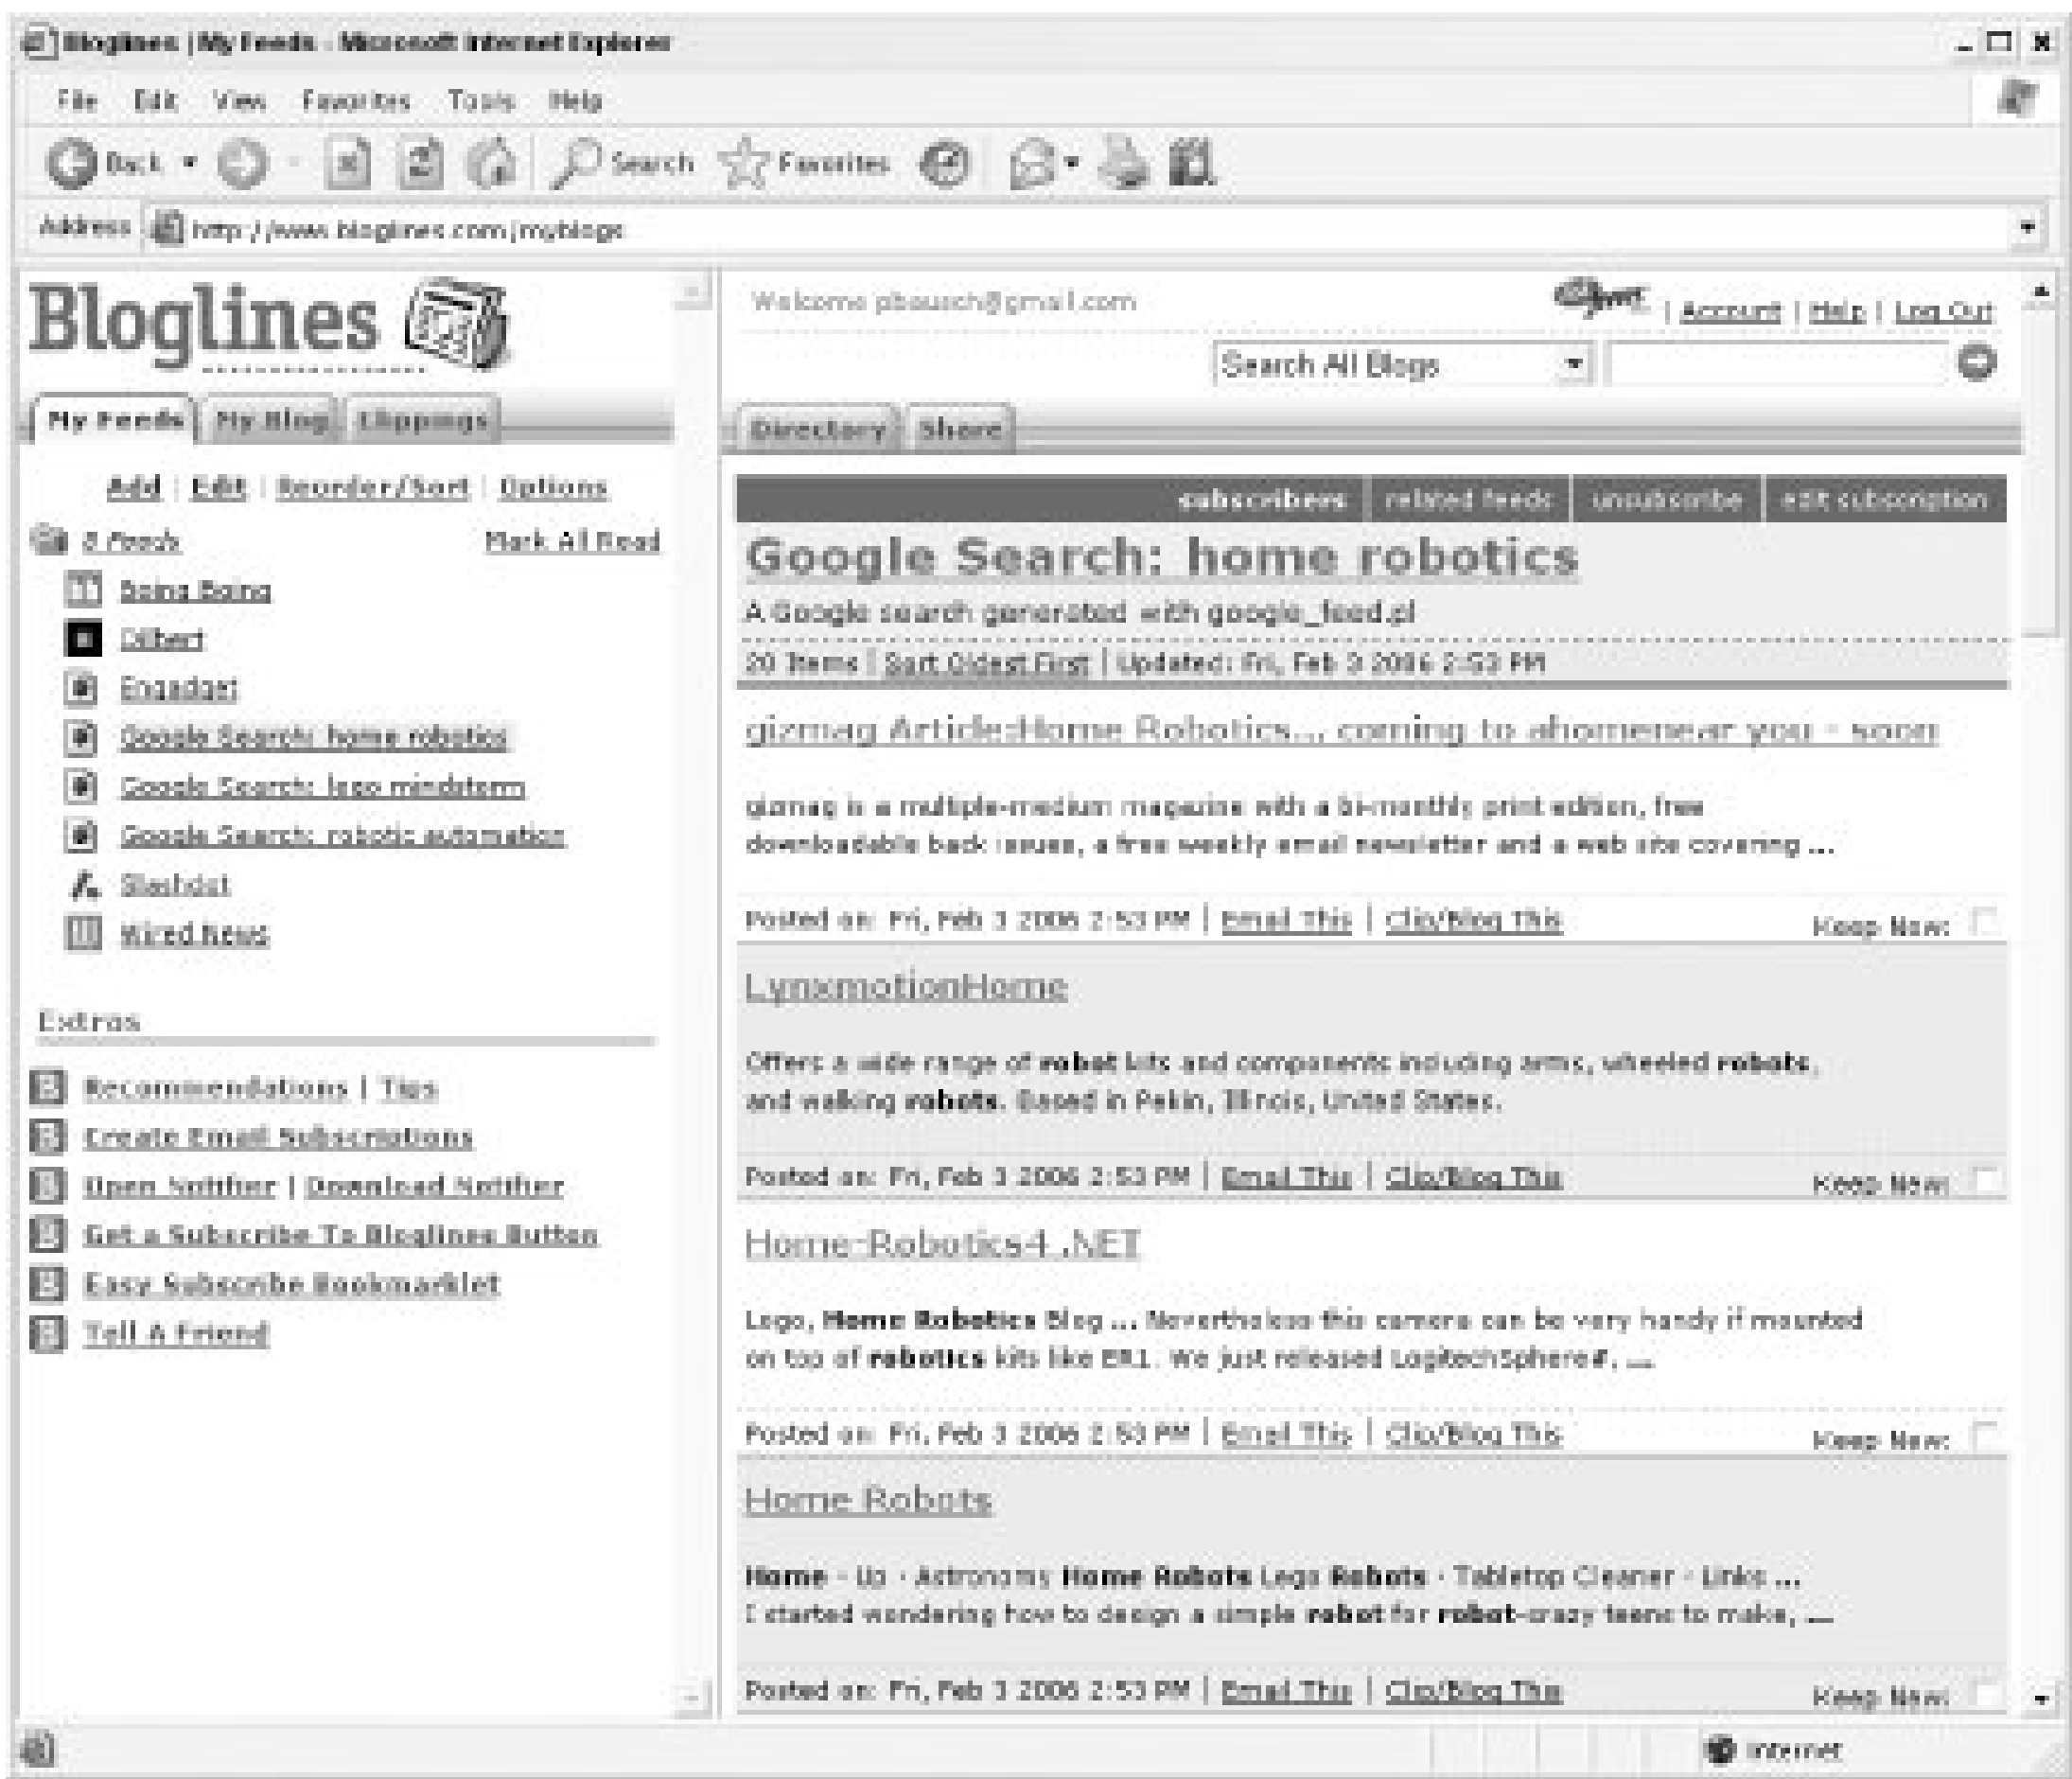 Bloglines | My Feeds - Microsoft Internet Explorer
File Edit View Favorites Tools Help
Back Search Favorites
Address http://www.bloglines.com/myblogs
Bloglines
My Feeds My Blog Clippings
Add | Edit | Reorder/Sort | Options
8 Feeds Mark All Read
Boing Boing
Dilbert
Engadget
Google Search: home robotics
Google Search: lego mindstorm
Google Search: robotic automation
Slashdot
Wired News
Extras
Recommendations | Tips
Create Email Subscriptions
Open Notifier | Download Notifier
Get a Subscribe To Bloglines Button
Easy Subscribe Bookmarklet
Tell A Friend
Welcome pbausch@gmail.com
| Account | Help | Log Out
Search All Blogs
Directory Share
subscribers | related feeds | unsubscribe | edit subscription
Google Search: home robotics
A Google search generated with google_feed.pl
20 Items | Sort Oldest First | Updated: Fri, Feb 3 2006 2:53 PM
gizmag Article:Home Robotics... coming to ahomenear you - soon
gizmag is a multiple-medium magazine with a bi-monthly print edition, free
downloadable back issues, a free weekly email newsletter and a web site covering ...
Posted on: Fri, Feb 3 2006 2:53 PM | Email This | Clip/Blog This Keep New:
LynxmotionHome
Offers a wide range of robot kits and components including arms, wheeled robots,
and walking robots. Based in Pekin, Illinois, United States.
Posted on: Fri, Feb 3 2006 2:53 PM | Email This | Clip/Blog This Keep New:
Home-Robotics4 .NET
Lego, Home Robotics Blog ... Nevertheless this camera can be very handy if mounted
on top of robotics kits like ER1. We just released LogitechSphere#, ...
Posted on: Fri, Feb 3 2006 2:53 PM | Email This | Clip/Blog This Keep New:
Home Robots
Home · Up · Astronomy Home Robots Lego Robots · Tabletop Cleaner · Links ...
I started wondering how to design a simple robot for robot-crazy teens to make, ...
Posted on: Fri, Feb 3 2006 2:53 PM | Email This | Clip/Blog This Keep New:
Internet